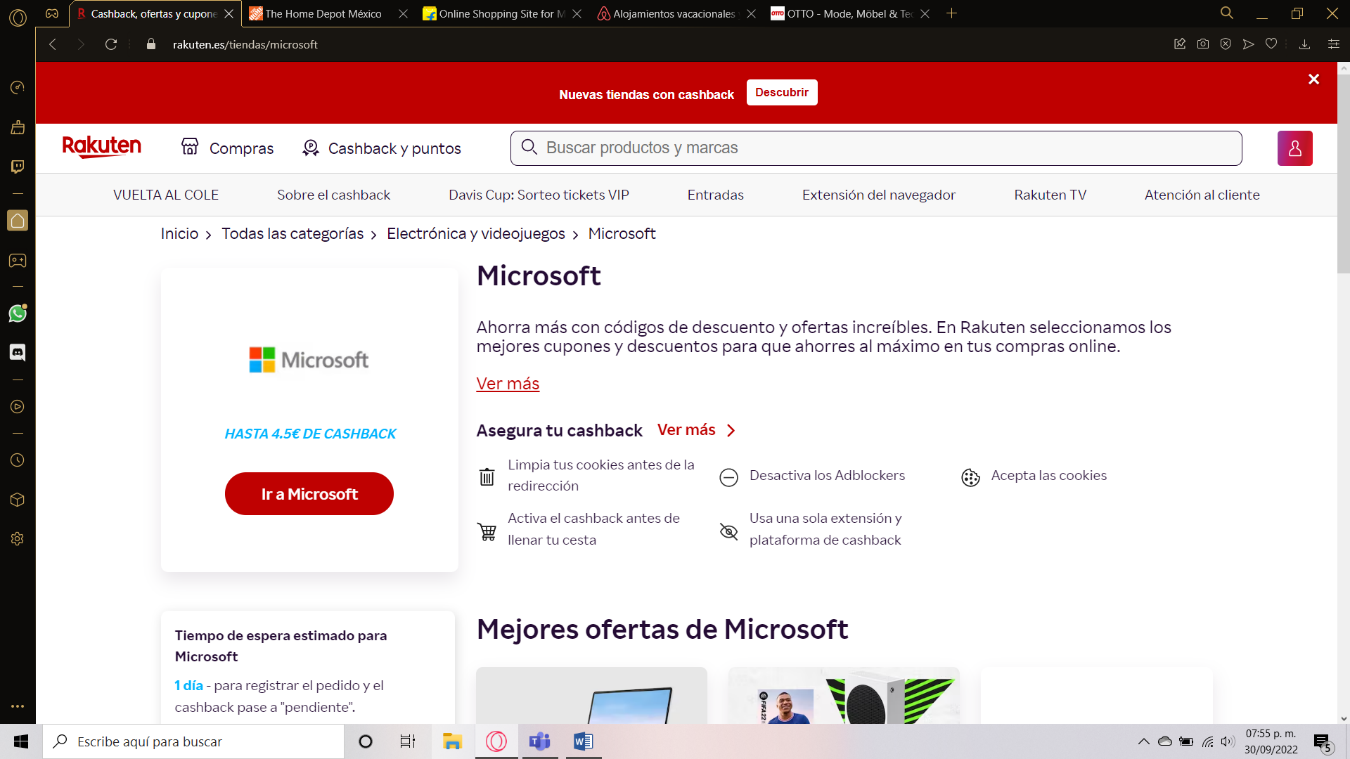 Cashback, ofertas y cupone
The Home Depot México
Online Shopping Site for M
Alojamientos vacacionales
OTTO - Mode, Möbel & Tec
rakuten.es/tiendas/microsoft
Nuevas tiendas con cashback Descubrir
Rakuten Compras Cashback y puntos Buscar productos y marcas
VUELTA AL COLE Sobre el cashback Davis Cup: Sorteo tickets VIP Entradas Extensión del navegador Rakuten TV Atención al cliente
Inicio > Todas las categorías > Electrónica y videojuegos > Microsoft
Microsoft
Ahorra más con códigos de descuento y ofertas increíbles. En Rakuten seleccionamos los
mejores cupones y descuentos para que ahorres al máximo en tus compras online.
Ver más
Microsoft
HASTA 4.5€ DE CASHBACK
Ir a Microsoft
Asegura tu cashback Ver más
Limpia tus cookies antes de la
redirección
Desactiva los Adblockers
Acepta las cookies
Activa el cashback antes de
llenar tu cesta
Usa una sola extensión y
plataforma de cashback
Tiempo de espera estimado para
Microsoft
1 día - para registrar el pedido y el
cashback pase a "pendiente".
Mejores ofertas de Microsoft
FIFA 22
Escribe aquí para buscar
07:55 p. m.
30/09/2022
5